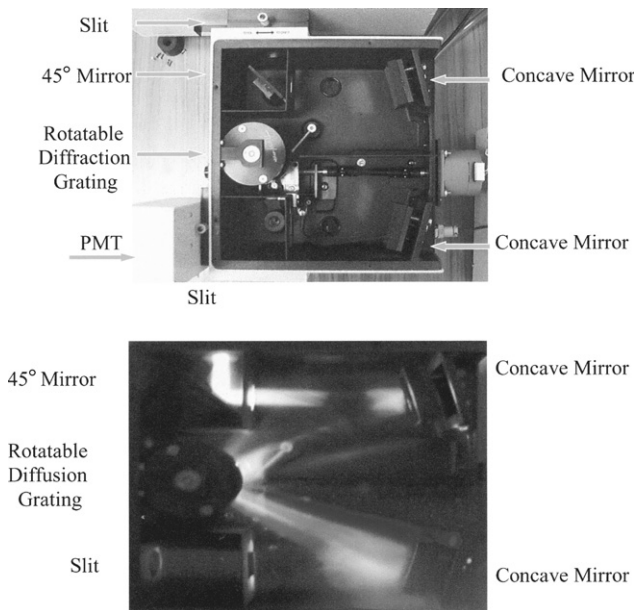 Slit
45° Mirror
Concave Mirror
Rotatable
Diffraction
Grating
PMT
Concave Mirror
Slit
Concave Mirror
45° Mirror
Rotatable
Diffusion
Grating
Slit
Concave Mirror